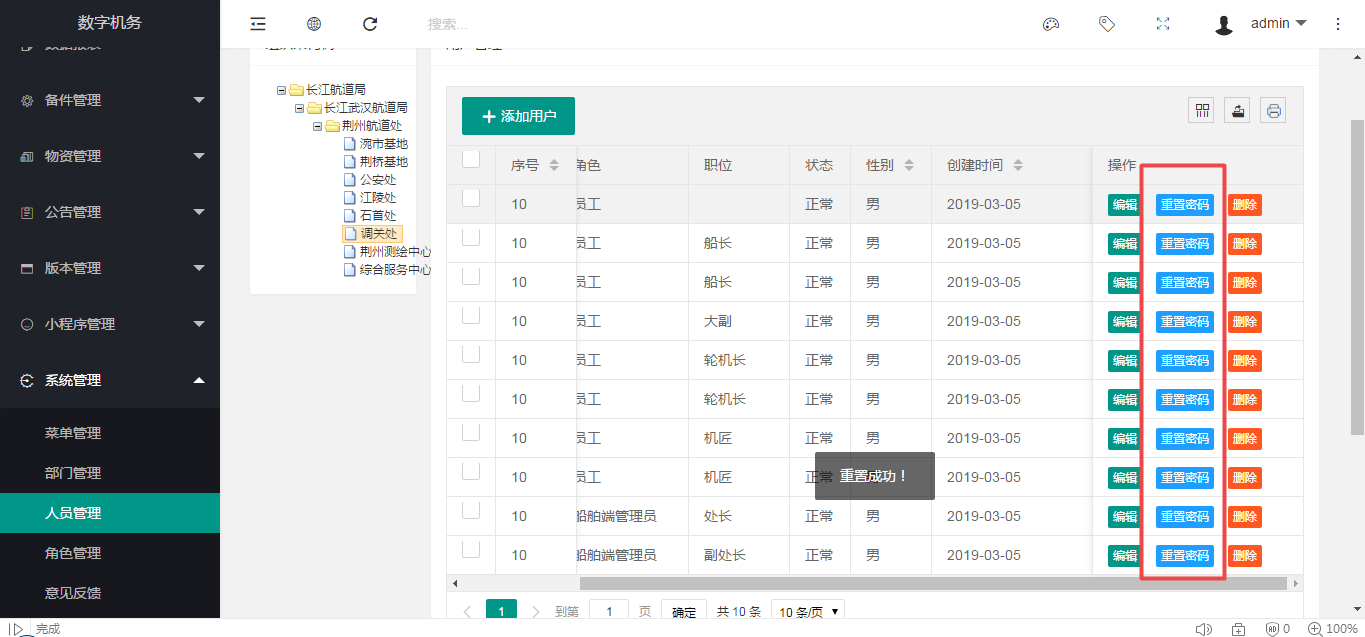 数字机务
搜索...
admin
数据报表
备件管理
物资管理
公告管理
版本管理
小程序管理
系统管理
菜单管理
部门管理
人员管理
角色管理
意见反馈
长江航道局
长江武汉航道局
荆州航道处
涴市基地
荆桥基地
公安处
江陵处
石首处
调关处
荆州测绘中心
综合服务中心
用户管理
添加用户
序号 角色 职位 状态 性别 创建时间 操作
10 员工 正常 男 2019-03-05 编辑 重置密码 删除
10 员工 船长 正常 男 2019-03-05 编辑 重置密码 删除
10 员工 船长 正常 男 2019-03-05 编辑 重置密码 删除
10 员工 大副 正常 男 2019-03-05 编辑 重置密码 删除
10 员工 轮机长 正常 男 2019-03-05 编辑 重置密码 删除
10 员工 轮机长 正常 男 2019-03-05 编辑 重置密码 删除
10 员工 机匠 正常 男 2019-03-05 编辑 重置密码 删除
10 员工 机匠 正常 男 2019-03-05 编辑 重置密码 删除
重置成功！
10 船舶端管理员 处长 正常 男 2019-03-05 编辑 重置密码 删除
10 船舶端管理员 副处长 正常 男 2019-03-05 编辑 重置密码 删除
1 到第 1 页 确定 共 10 条 10 条/页
完成 0 100%